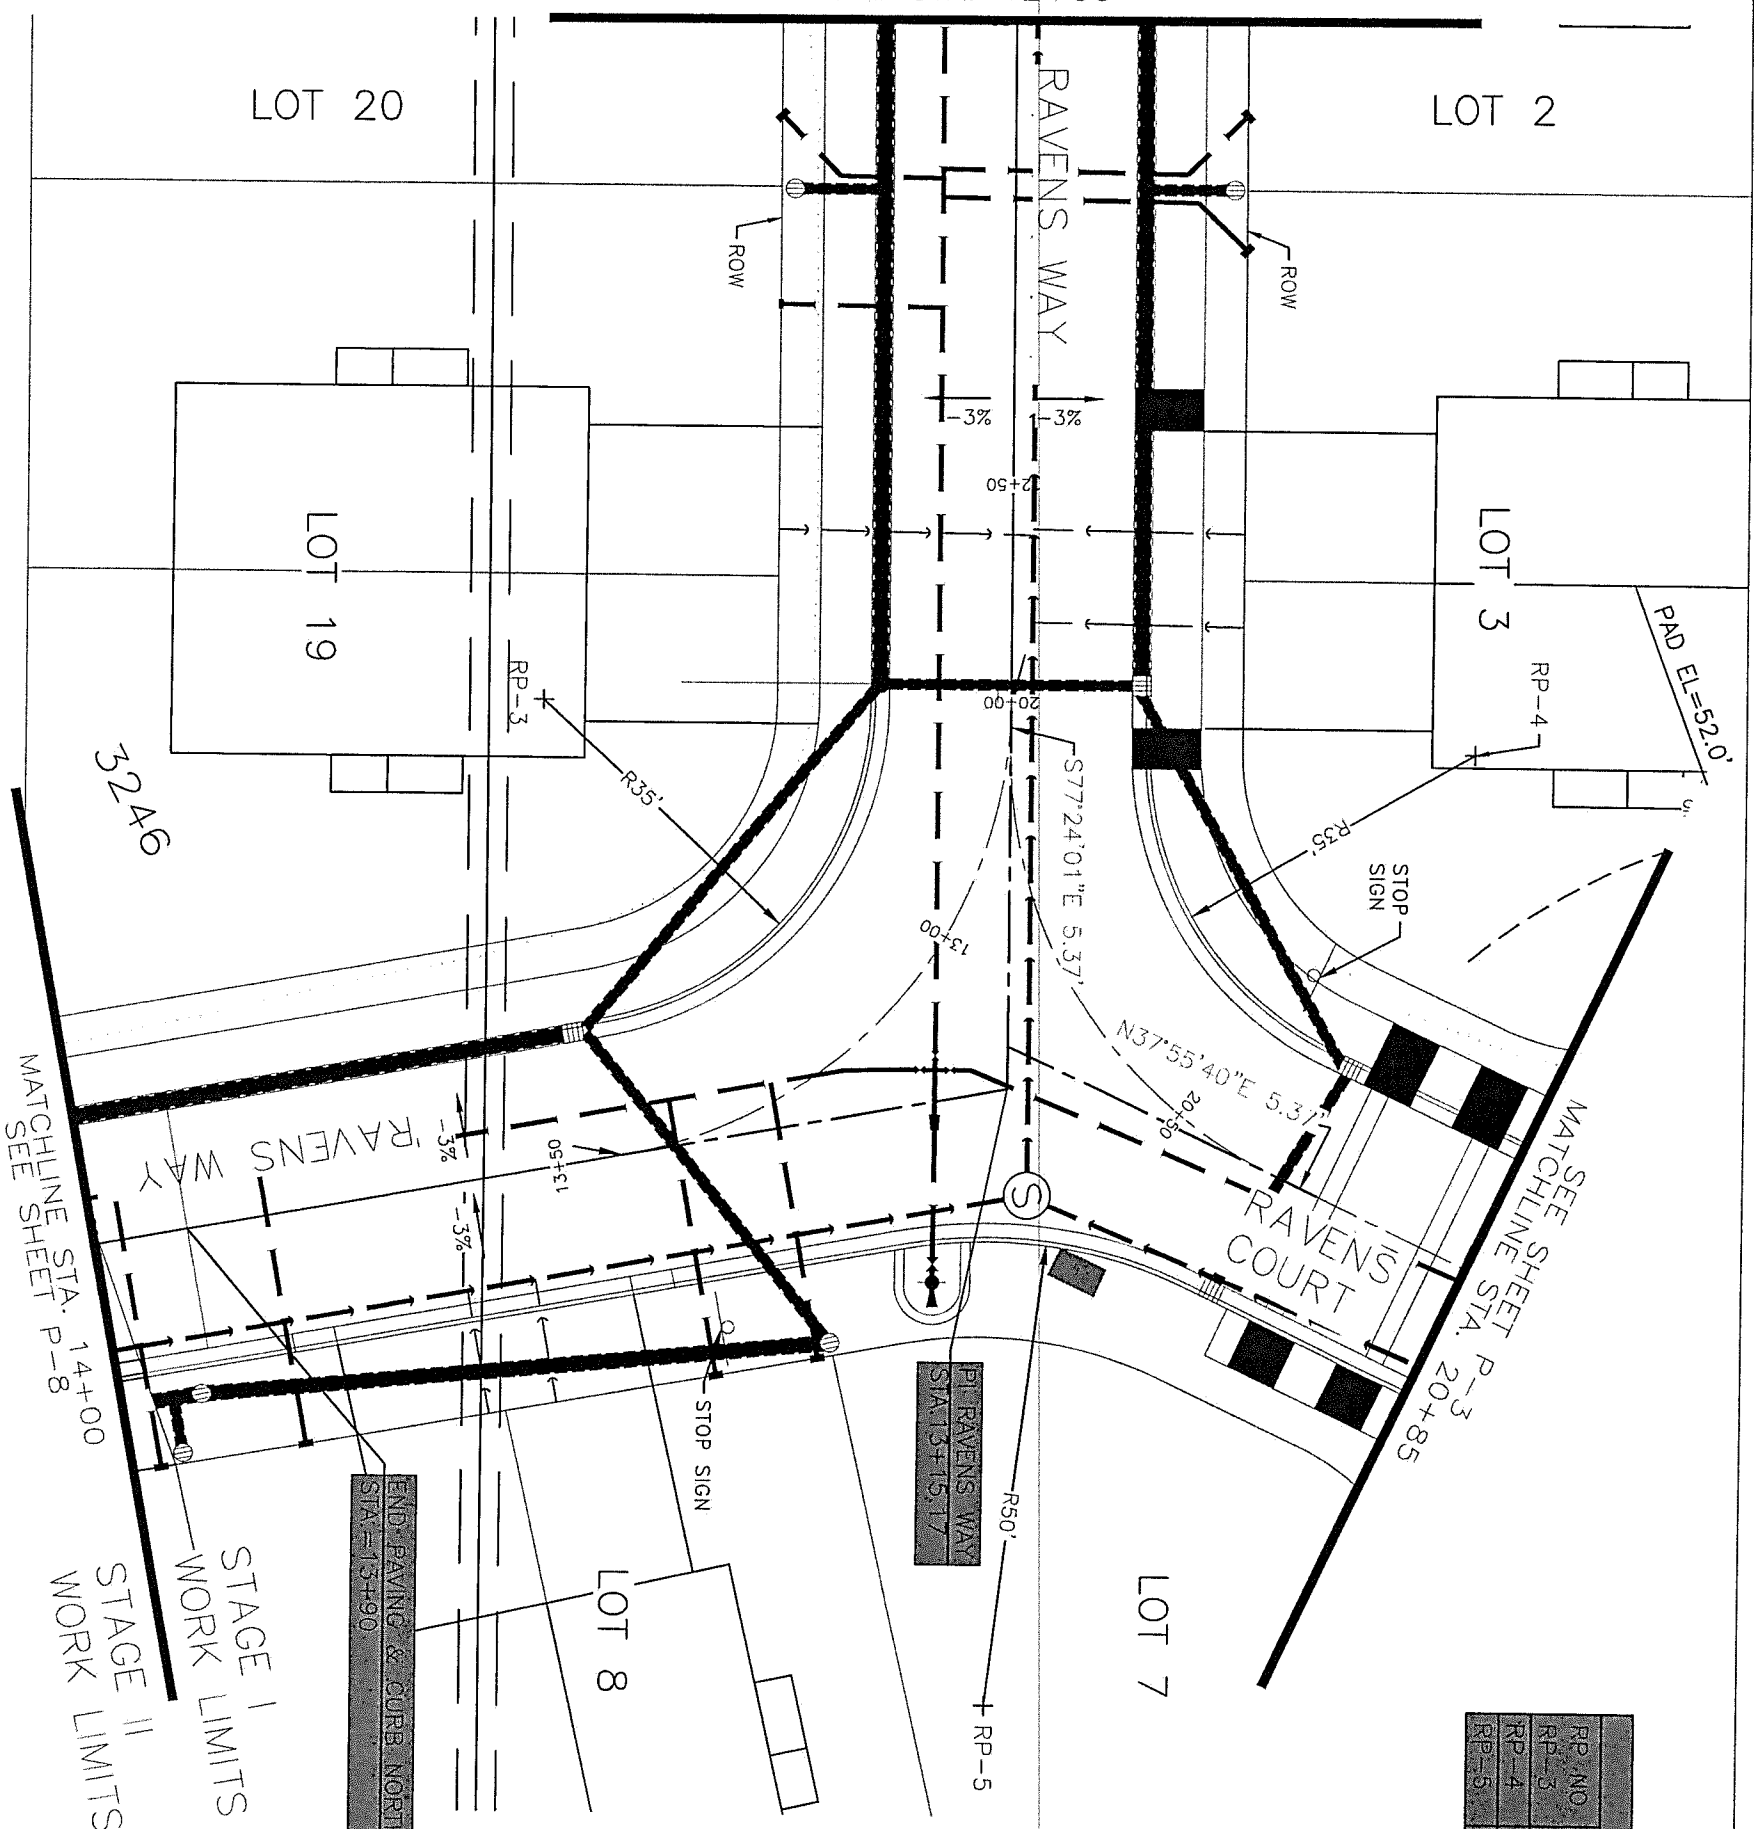 LOT 20
LOT 2
RAVENS WAY
ROW
ROW
-3%
-3%
20+00
LOT 19
LOT 3
PAD EL=52.0'
RP-3
RP-4
S77°24'01"E 5.37'
R35'
R35'
3246
STOP
SIGN
13+00
N37°55'40"E 5.37'
20+50
RAVENS
COURT
SEE SHEET P-3
MATCHLINE STA. 20+85
RAVENS WAY
-3%
-3%
13+50
MATCHLINE STA. 14+00
SEE SHEET P-8
STOP SIGN
PI RAVENS WAY
STA. 13+15.17
R50'
RP-5
END PAVING & CURB
STA.=13+90
LOT 8
LOT 7
STAGE I
WORK LIMITS
STAGE II
WORK LIMITS
RP NO.
RP-3
RP-4
RP-5
S